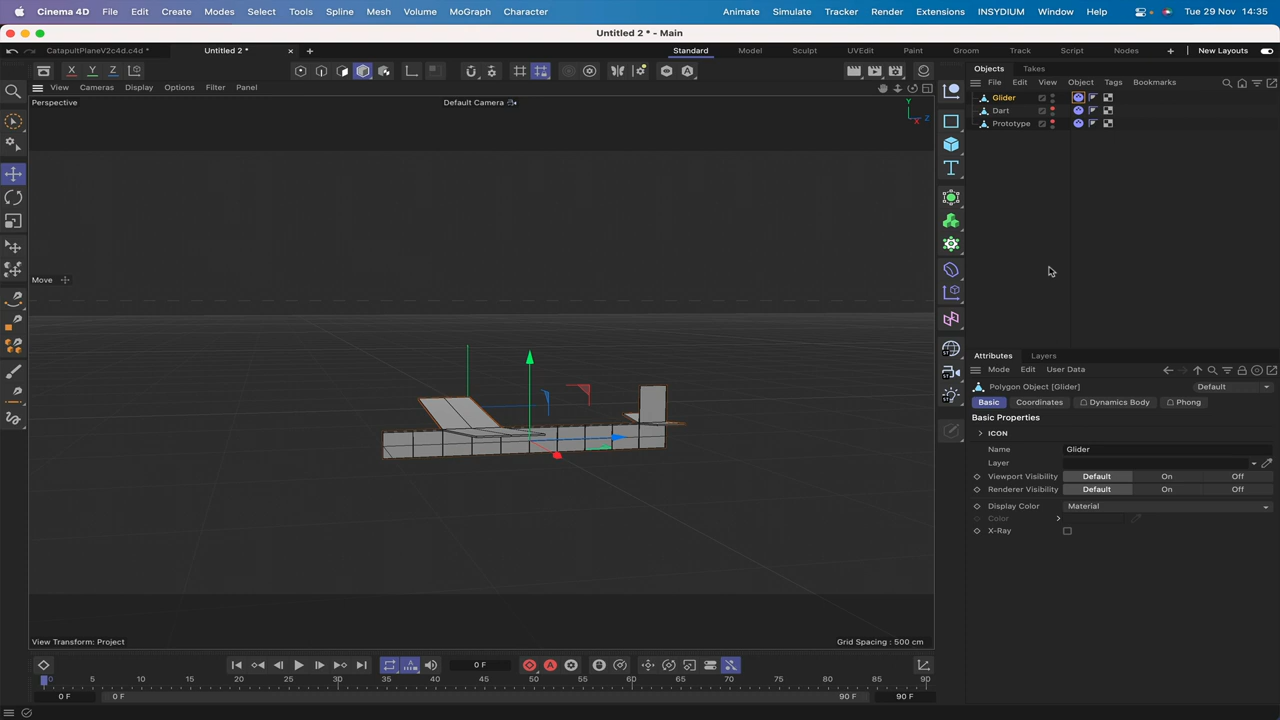 Cinema 4D File Edit Create Modes Select Tools Spline Mesh Volume MoGraph Character Animate Simulate Tracker Render Extensions INSYDIUM Window Help Tue 29 Nov 14:35
Untitled 2 * - Main
CatapultPlaneV2c4d.c4d * Untitled 2 * Standard Model Sculpt UVEdit Paint Groom Track Script Nodes New Layouts
X Y Z
Objects Takes
View Cameras Display Options Filter Panel
File Edit View Object Tags Bookmarks
Perspective Default Camera
Y Z X
Glider
Dart
Prototype
Move
Attributes Layers
Mode Edit User Data
Polygon Object [Glider] Default
Basic Coordinates Dynamics Body Phong
Basic Properties
ICON
Name Glider
Layer
Viewport Visibility Default On Off
Renderer Visibility Default On Off
Display Color Material
Color
X-Ray
View Transform: Project Grid Spacing : 500 cm
0 F
0 5 10 15 20 25 30 35 40 45 50 55 60 65 70 75 80 85 90
0 F 0 F 90 F 90 F